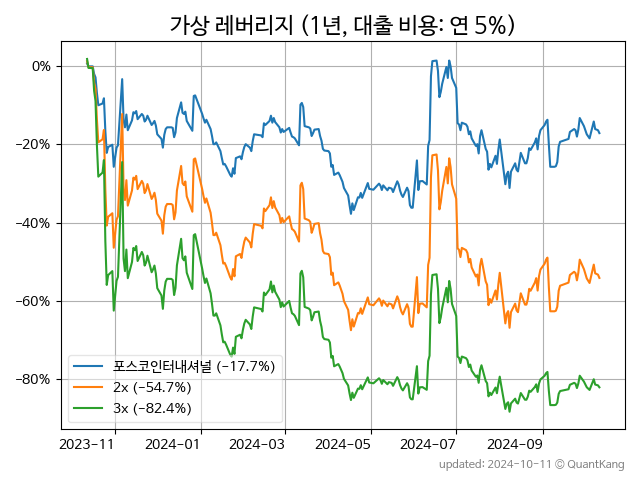 가상 레버리지 (1년, 대출 비용: 연 5%)
0%
−20%
−40%
−60%
−80%
포스코인터내셔널 (−17.7%)
2x (−54.7%)
3x (−82.4%)
2023-11 2024-01 2024-03 2024-05 2024-07 2024-09
updated: 2024-10-11 © QuantKang